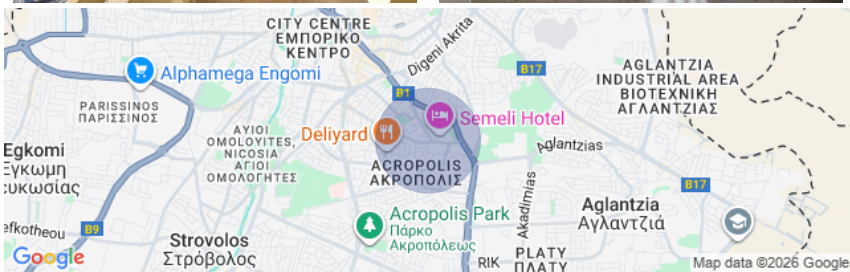 CITY CENTRE
ΕΜΠΟΡΙΚΟ
ΚΕΝΤΡΟ
Digeni Akrita
B17
AGLANTZIA
INDUSTRIAL AREA
ΒΙΟΤΕΧΝΙΚΗ
ΑΓΛΑΝΤΖΙΑΣ
Alphamega Engomi
B1
PARISSINOS
ΠΑΡΙΣΣΙΝΟΣ
Semeli Hotel
AYIOI
OMOLOYITES,
NICOSIA
ΑΓΙΟΙ
ΟΜΟΛΟΓΗΤΕΣ
Deliyard
Aglantzias
Egkomi
Έγκωμη
ευκωσίας
ACROPOLIS
ΑΚΡΟΠΟΛΙΣ
Akadimias
B17
Acropolis Park
Πάρκο
Ακροπόλεως
Aglantzia
Αγλαντζιά
efkotheou
B9
Strovolos
Στρόβολος
RIK
PLATY
ΠΛΑΤΥ
Google
Map data ©2026 Google